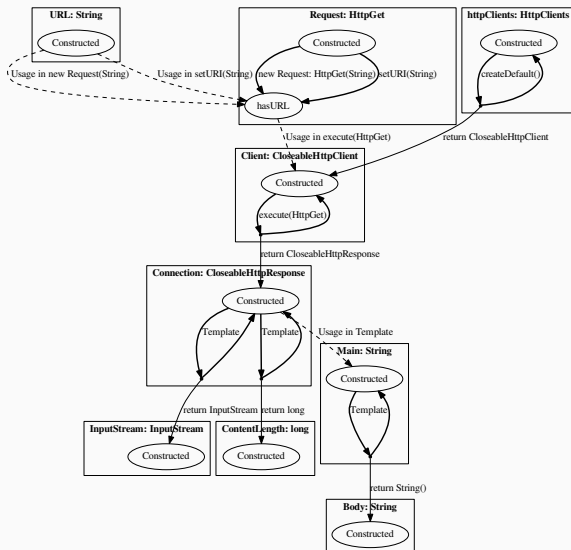 URL: String
Request: HttpGet
httpClients: HttpClients
Constructed
Constructed
Constructed
Usage in new Request(String)
Usage in setURI(String)
new Request: HttpGet(String)
setURI(String)
createDefault()
hasURL
Usage in execute(HttpGet)
return CloseableHttpClient
Client: CloseableHttpClient
Constructed
execute(HttpGet)
return CloseableHttpResponse
Connection: CloseableHttpResponse
Constructed
Template
Template
Usage in Template
Main: String
Constructed
Template
return InputStream
return long
InputStream: InputStream
ContentLength: long
Constructed
Constructed
return String()
Body: String
Constructed